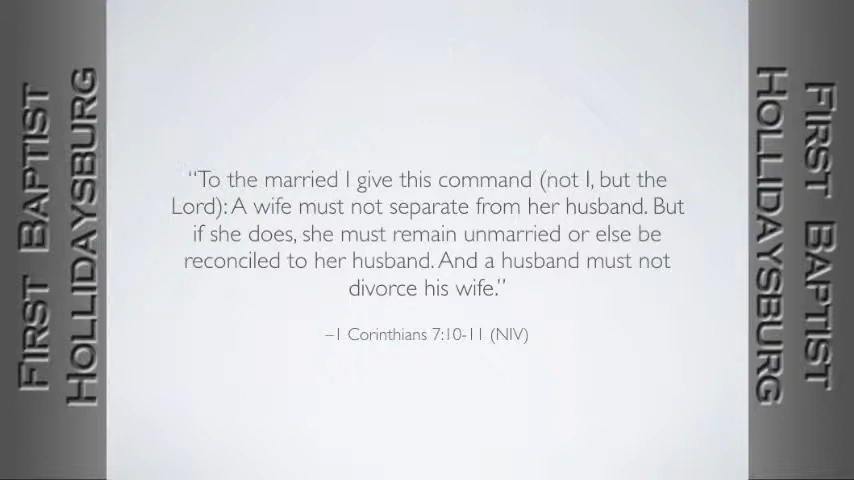 FIRST BAPTIST
HOLLIDAYSBURG
“To the married I give this command (not I, but the
Lord): A wife must not separate from her husband. But
if she does, she must remain unmarried or else be
reconciled to her husband. And a husband must not
divorce his wife.”
–1 Corinthians 7:10-11 (NIV)
FIRST BAPTIST
HOLLIDAYSBURG